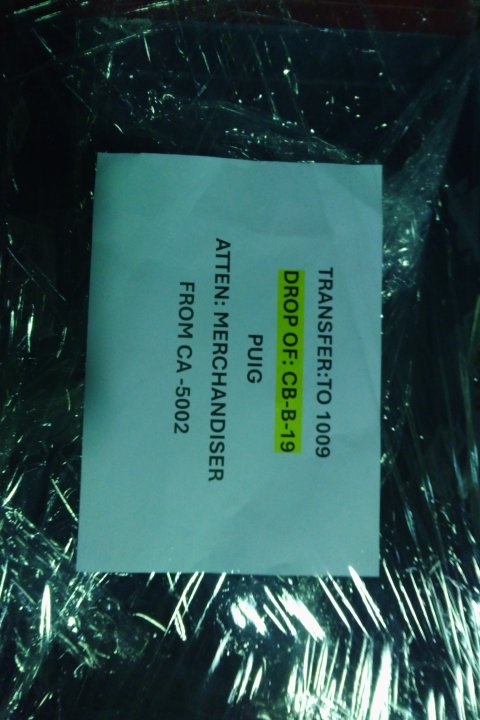 TRANSFER:TO 1009
DROP OF: CB-B-19
PUIG
ATTEN: MERCHANDISER
FROM CA -5002